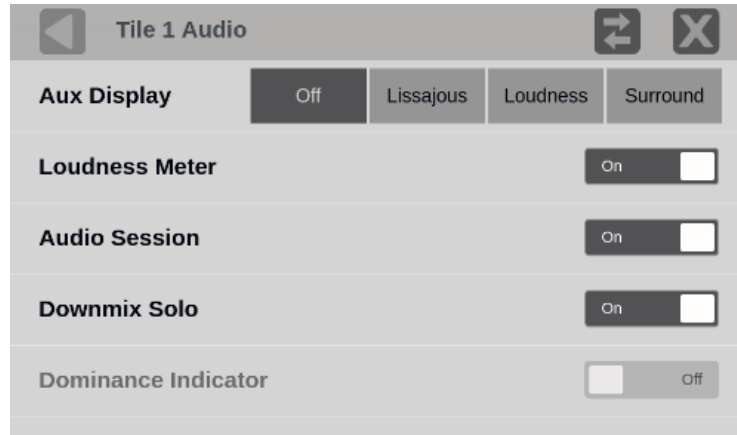 Tile 1 Audio
Aux Display Off Lissajous Loudness Surround
Loudness Meter On
Audio Session On
Downmix Solo On
Dominance Indicator Off